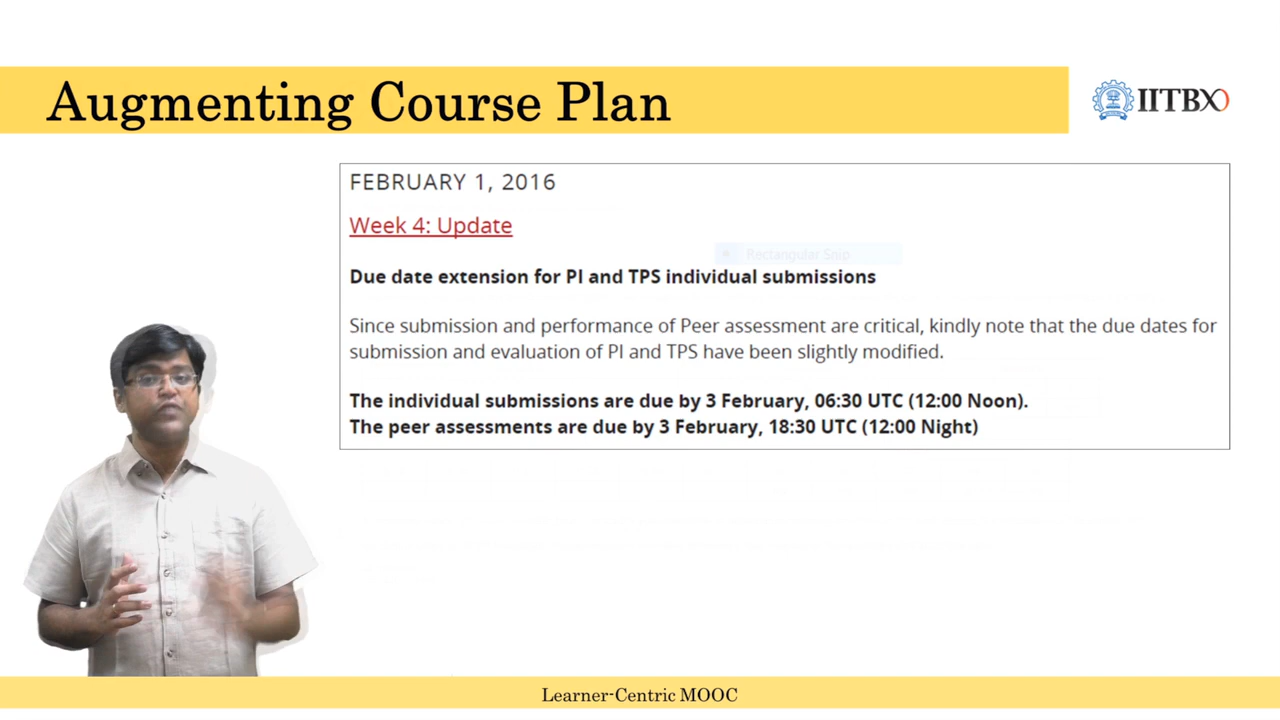 Augmenting Course Plan
IITBX
FEBRUARY 1, 2016
Week 4: Update
Rectangular Snip
Due date extension for PI and TPS individual submissions
Since submission and performance of Peer assessment are critical, kindly note that the due dates for
submission and evaluation of PI and TPS have been slightly modified.
The individual submissions are due by 3 February, 06:30 UTC (12:00 Noon).
The peer assessments are due by 3 February, 18:30 UTC (12:00 Night)
Learner-Centric MOOC